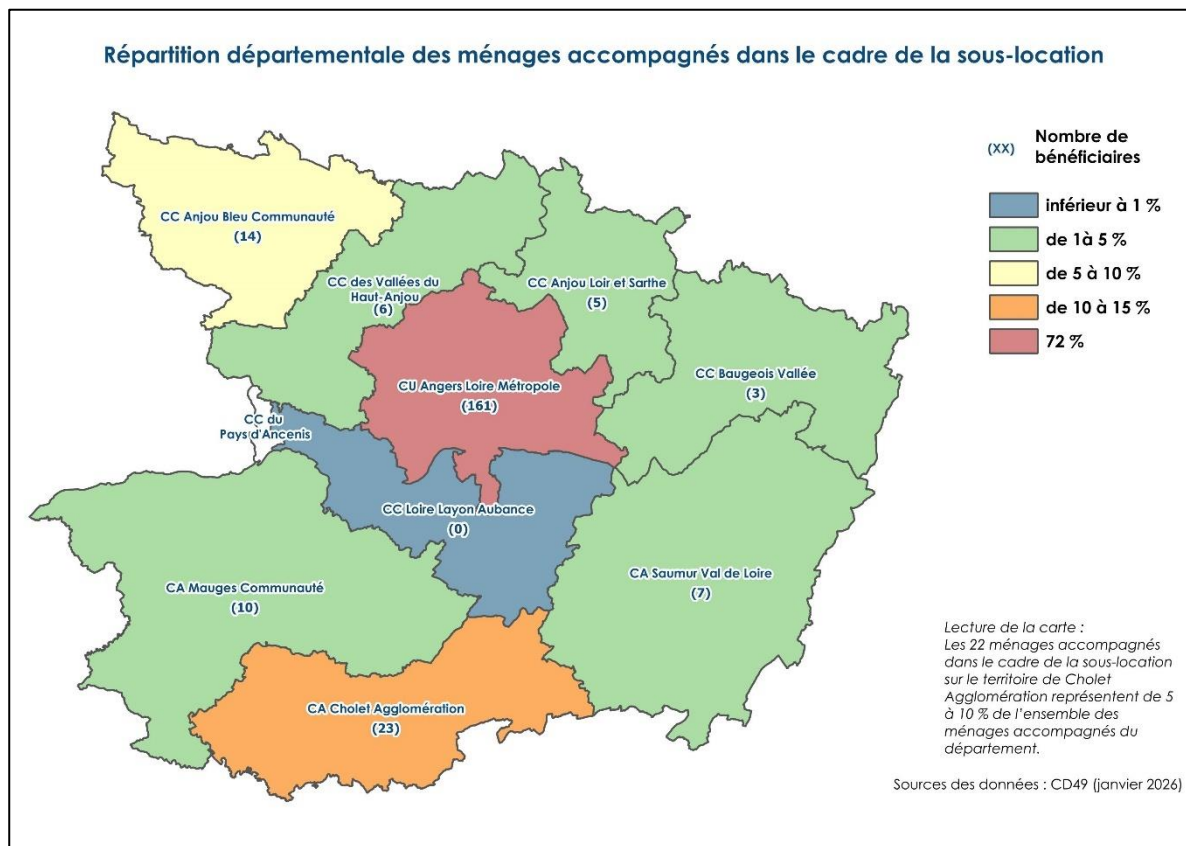 Répartition départementale des ménages accompagnés dans le cadre de la sous-location
(XX)
Nombre de
bénéficiaires
inférieur à 1 %
de 1à 5 %
de 5 à 10 %
de 10 à 15 %
72 %
CC Anjou Bleu Communauté
(14)
CC des Vallées du
Haut-Anjou
(6)
CC Anjou Loir et Sarthe
(5)
CC Baugeois Vallée
(3)
CU Angers Loire Métropole
(161)
CC du
Pays d'Ancenis
CC Loire Layon Aubance
(0)
CA Mauges Communauté
(10)
CA Saumur Val de Loire
(7)
CA Cholet Agglomération
(23)
Lecture de la carte :
Les 22 ménages accompagnés
dans le cadre de la sous-location
sur le territoire de Cholet
Agglomération représentent de 5
à 10 % de l’ensemble des
ménages accompagnés du
département.
Sources des données : CD49 (janvier 2026)